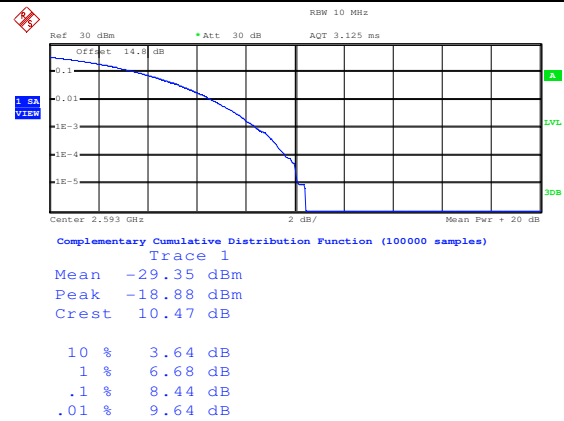 R S
RBW 10 MHz
Ref 30 dBm *Att 30 dB AQT 3.125 ms
Offset 14.8 dB
0.1
A
0.01
1 SA
VIEW
1E-3
LVL
1E-4
1E-5
3DB
Center 2.593 GHz 2 dB/ Mean Pwr + 20 dB
Complementary Cumulative Distribution Function (100000 samples)
Trace 1
Mean -29.35 dBm
Peak -18.88 dBm
Crest 10.47 dB
10 % 3.64 dB
1 % 6.68 dB
.1 % 8.44 dB
.01 % 9.64 dB